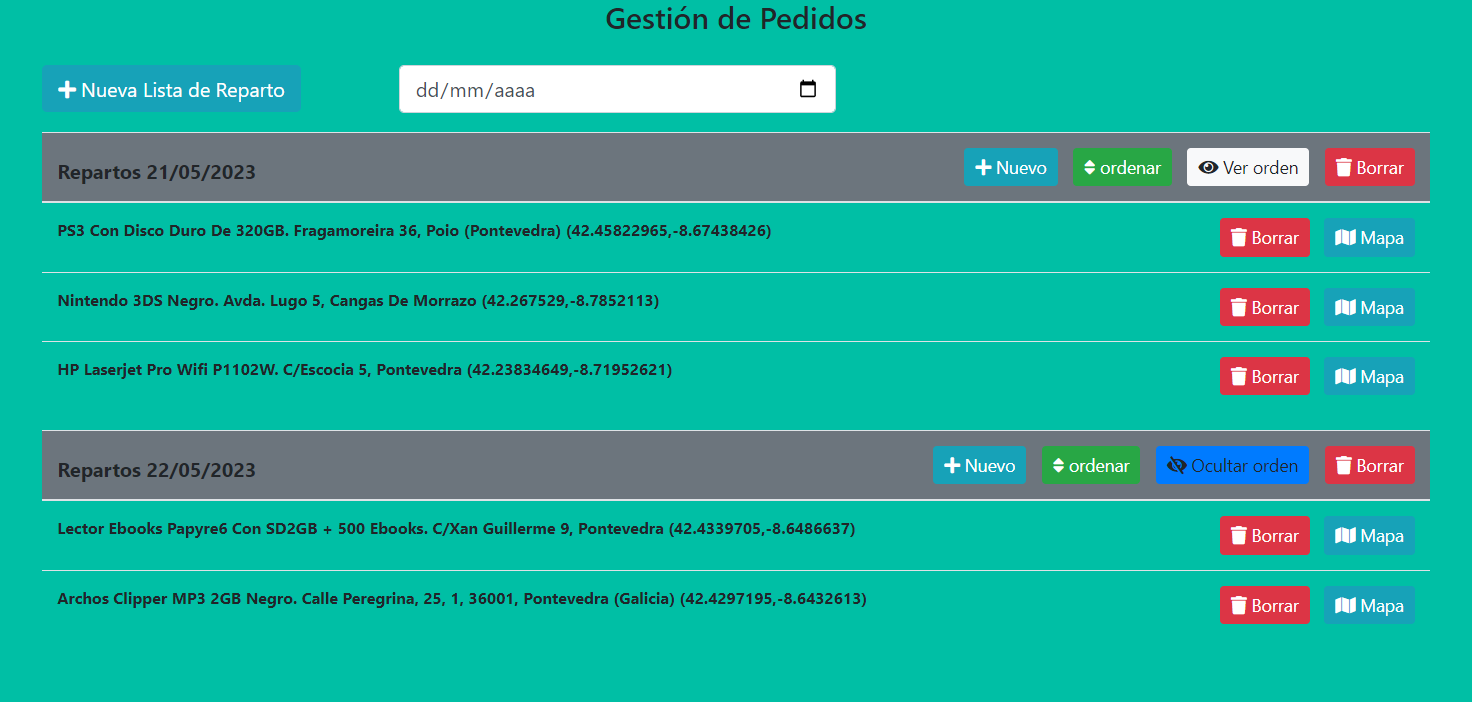 Gestión de Pedidos
Nueva Lista de Reparto dd/mm/aaaa
Repartos 21/05/2023 Nuevo ordenar Ver orden Borrar
PS3 Con Disco Duro De 320GB. Fragamoreira 36, Poio (Pontevedra) (42.45822965,-8.67438426) Borrar Mapa
Nintendo 3DS Negro. Avda. Lugo 5, Cangas De Morrazo (42.267529,-8.7852113) Borrar Mapa
HP Laserjet Pro Wifi P1102W. C/Escocia 5, Pontevedra (42.23834649,-8.71952621) Borrar Mapa
Repartos 22/05/2023 Nuevo ordenar Ocultar orden Borrar
Lector Ebooks Papyre6 Con SD2GB + 500 Ebooks. C/Xan Guillerme 9, Pontevedra (42.4339705,-8.6486637) Borrar Mapa
Archos Clipper MP3 2GB Negro. Calle Peregrina, 25, 1, 36001, Pontevedra (Galicia) (42.4297195,-8.6432613) Borrar Mapa